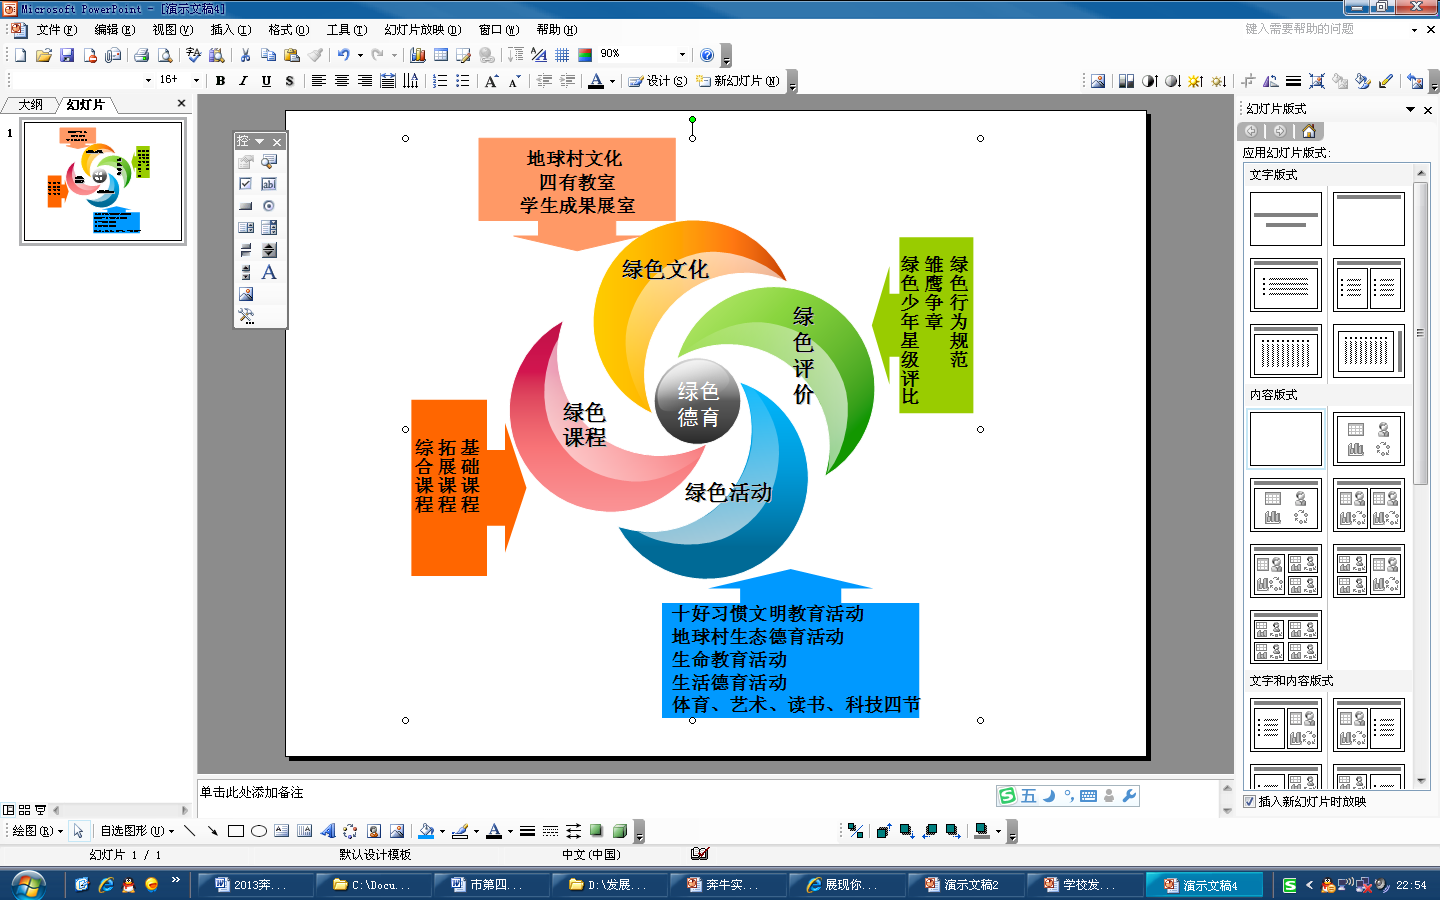 Microsoft PowerPoint - [演示文稿4]
文件(F) 编辑(E) 视图(V) 插入(I) 格式(O) 工具(T) 幻灯片放映(D) 窗口(W) 帮助(H)
键入需要帮助的问题
90%
16+
B I U S
设计(S) 新幻灯片(N)
大纲 幻灯片
1
控
abl
A
地球村文化
四有教室
学生成果展室
绿色文化
绿色评价
绿色行为规范
雏鹰争章
绿色少年星级评比
绿色
德育
绿色
课程
基础课程
拓展课程
综合课程
绿色活动
十好习惯文明教育活动
地球村生态德育活动
生命教育活动
生活德育活动
体育、艺术、读书、科技四节
幻灯片版式
应用幻灯片版式:
文字版式
内容版式
文字和内容版式
插入新幻灯片时放映
单击此处添加备注
五
绘图(R) 自选图形(U)
幻灯片 1 / 1
默认设计模板
中文(中国)
2013奔...
C:\Docu...
市第四...
D:\发展...
奔牛实...
展现你...
演示文稿2
学校发...
演示文稿4
22:54